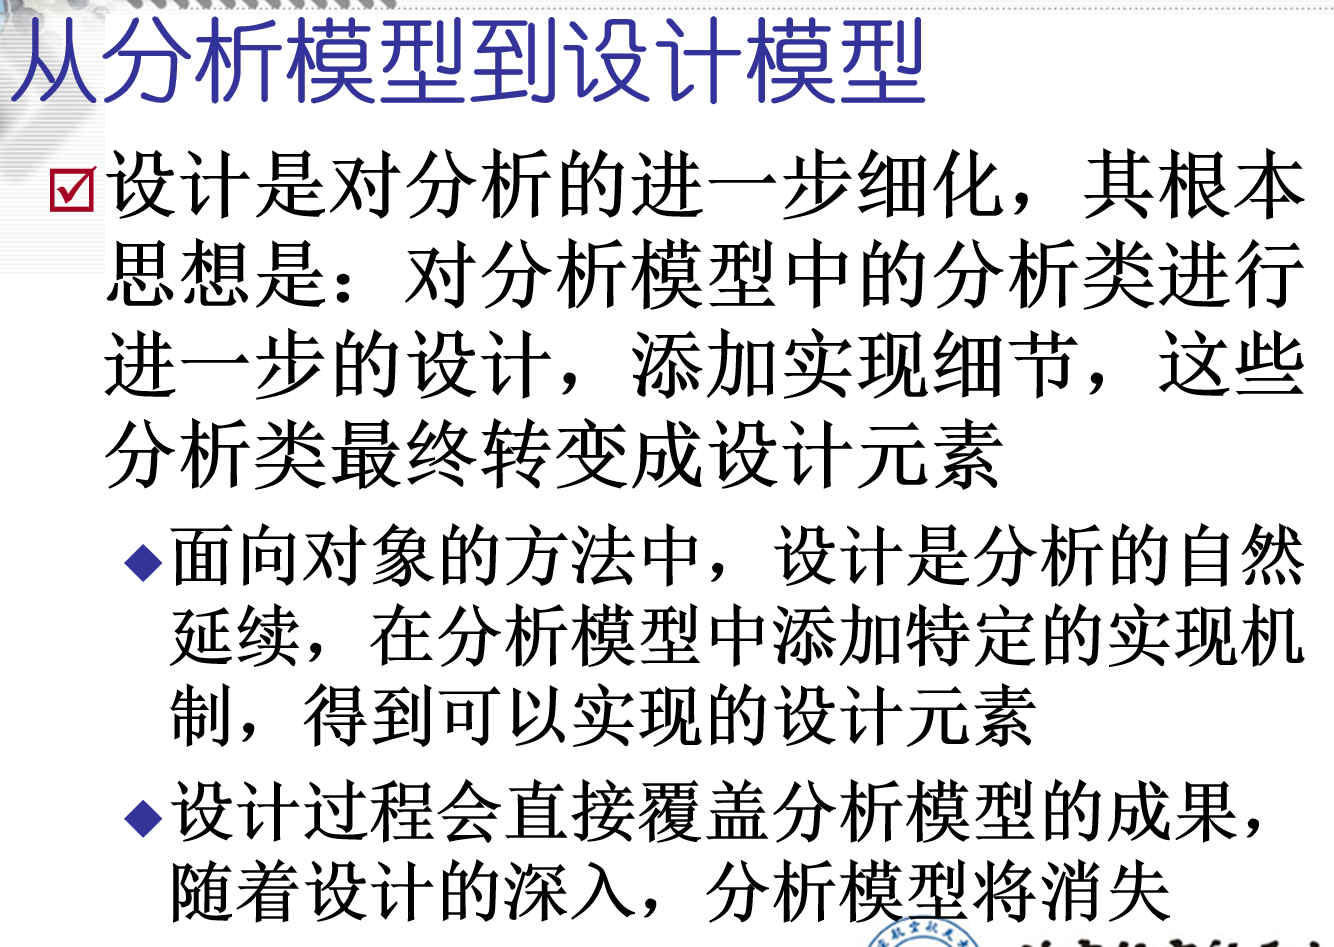 从分析模型到设计模型
设计是对分析的进一步细化，其根本
思想是：对分析模型中的分析类进行
进一步的设计，添加实现细节，这些
分析类最终转变成设计元素
面向对象的方法中，设计是分析的自然
延续，在分析模型中添加特定的实现机
制，得到可以实现的设计元素
设计过程会直接覆盖分析模型的成果，
随着设计的深入，分析模型将消失